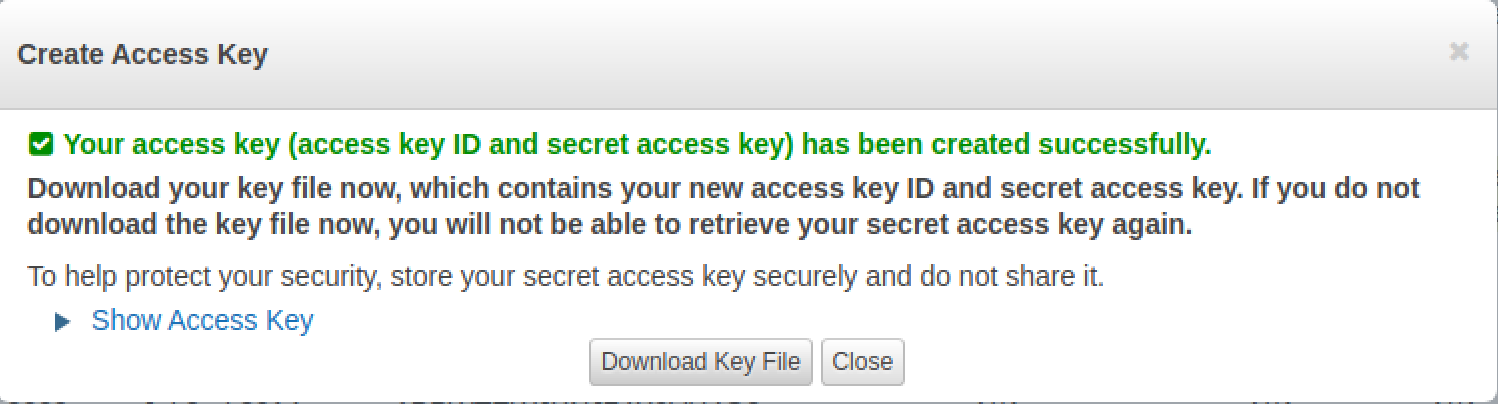 Create Access Key
Your access key (access key ID and secret access key) has been created successfully.
Download your key file now, which contains your new access key ID and secret access key. If you do not
download the key file now, you will not be able to retrieve your secret access key again.
To help protect your security, store your secret access key securely and do not share it.
Show Access Key
Download Key File
Close